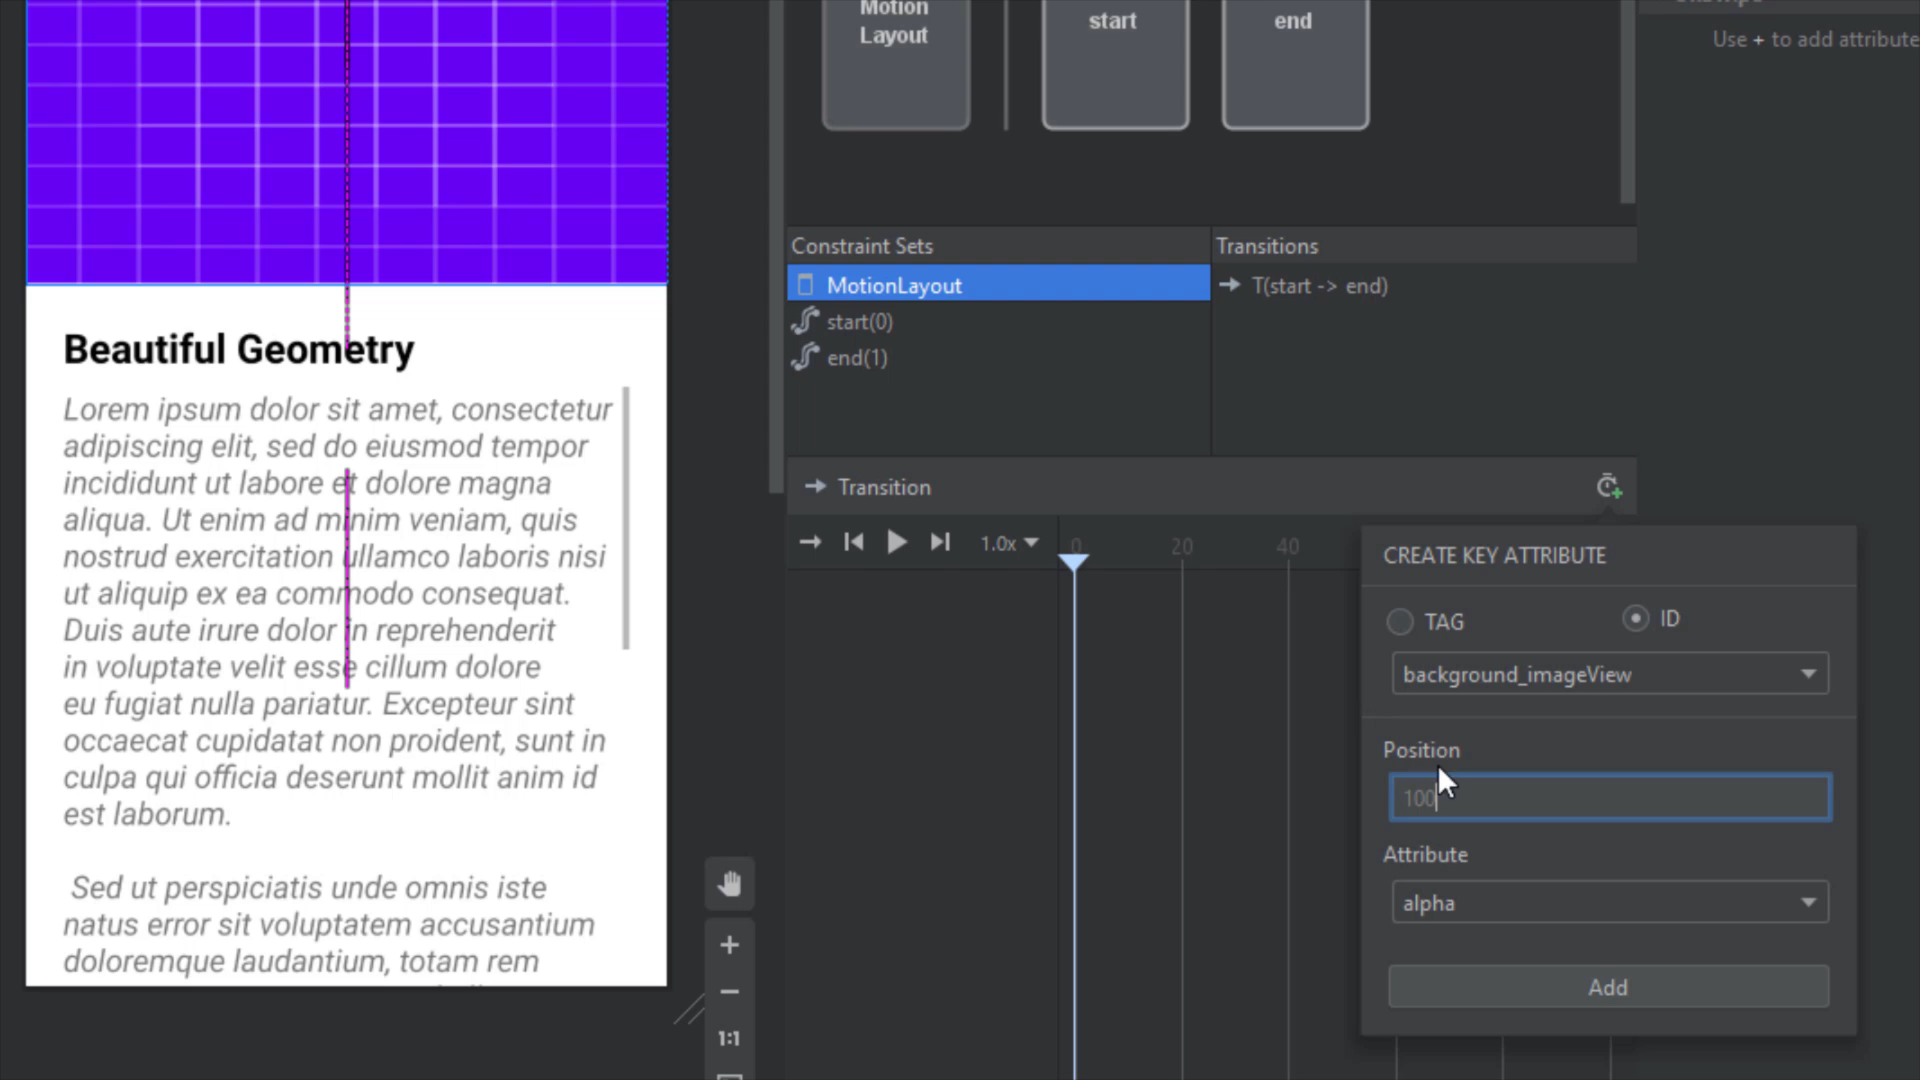 Motion
Layout
start
end
Use + to add attribute
Constraint Sets
Transitions
MotionLayout
T(start -> end)
start(0)
end(1)
Transition
1.0x
0
20
40
CREATE KEY ATTRIBUTE
TAG
ID
background_imageView
Position
100
Attribute
alpha
Add
Beautiful Geometry
Lorem ipsum dolor sit amet, consectetur
adipiscing elit, sed do eiusmod tempor
incididunt ut labore et dolore magna
aliqua. Ut enim ad minim veniam, quis
nostrud exercitation ullamco laboris nisi
ut aliquip ex ea commodo consequat.
Duis aute irure dolor in reprehenderit
in voluptate velit esse cillum dolore
eu fugiat nulla pariatur. Excepteur sint
occaecat cupidatat non proident, sunt in
culpa qui officia deserunt mollit anim id
est laborum.
Sed ut perspiciatis unde omnis iste
natus error sit voluptatem accusantium
doloremque laudantium, totam rem
1:1